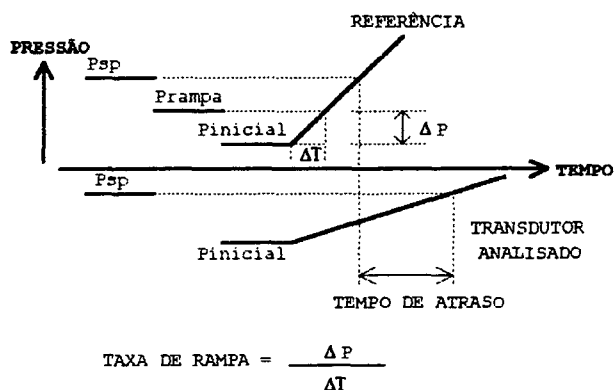 REFERÊNCIA
PRESSÃO
Psp
Prampa
Pinicial
ΔP
ΔT
TEMPO
Psp
Pinicial
TRANSDUTOR
ANALISADO
TEMPO DE ATRASO
TAXA DE RAMPA = ΔP
ΔT